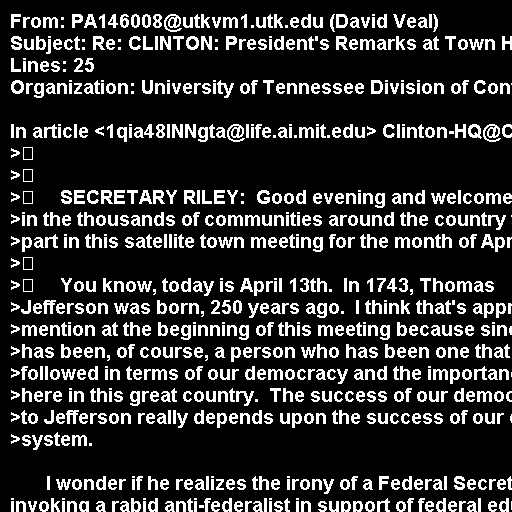 From: PA146008@utkvm1.utk.edu (David Veal)
Subject: Re: CLINTON: President's Remarks at Town H
Lines: 25
Organization: University of Tennessee Division of Con
In article <1qia48INNgta@life.ai.mit.edu> Clinton-HQ@C
>
>
> SECRETARY RILEY: Good evening and welcome
>in the thousands of communities around the country
>part in this satellite town meeting for the month of Apr
>
> You know, today is April 13th. In 1743, Thomas
>Jefferson was born, 250 years ago. I think that's appr
>mention at the beginning of this meeting because sinc
>has been, of course, a person who has been one that
>followed in terms of our democracy and the importan
>here in this great country. The success of our democ
>to Jefferson really depends upon the success of our
>system.
I wonder if he realizes the irony of a Federal Secret
invoking a rabid anti-federalist in support of federal edu